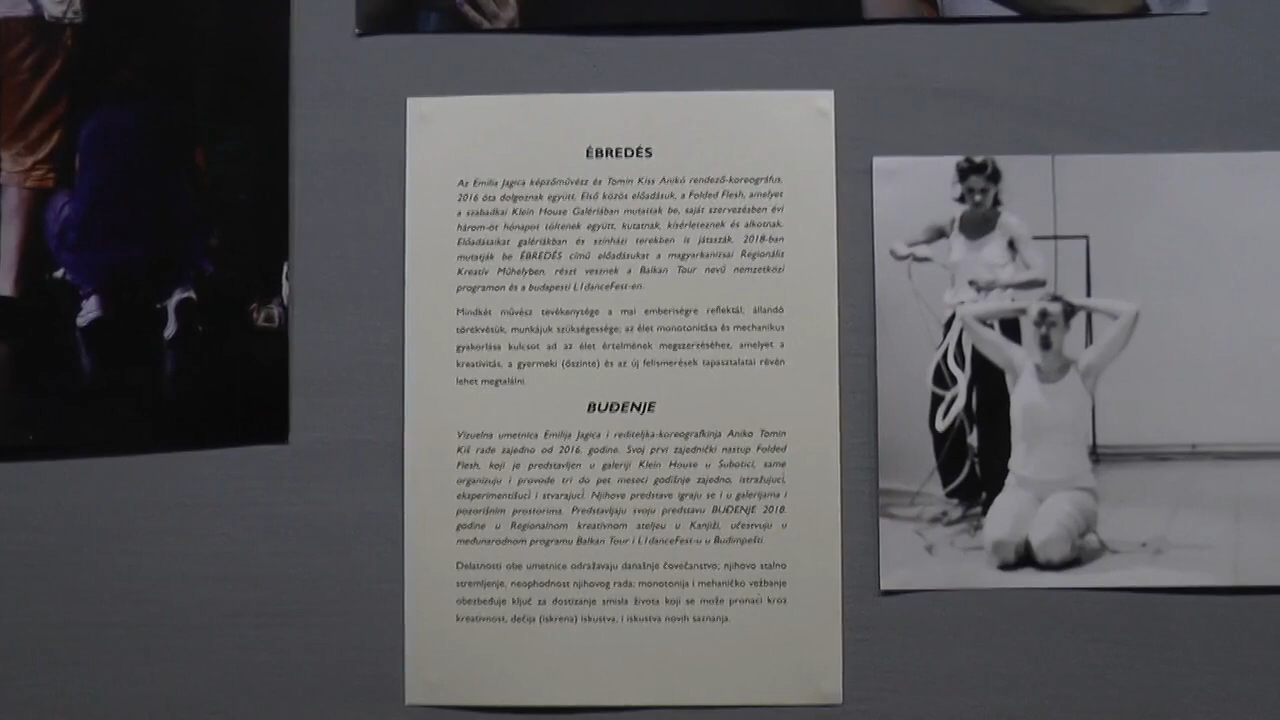 ÉBREDÉS
Az Emília Jagica képzőművész és Tomin Kiss Anikó rendező-koreográfus,
2016 óta dolgoznak együtt. Első közös előadásuk, a Folded Flesh, amelyet
a szabadkai Klein House Galériában mutattak be, saját szervezésben évi
három-öt hónapot töltenek együtt, kutatnak, kísérleteznek és alkotnak.
Előadásaikat galériákban és színházi terekben is játsszák. 2018-ban
mutatják be ÉBREDÉS című előadásukat a magyarkanizsai Regionális
Kreatív Műhelyben, részt vesznek a Balkan Tour nevű nemzetközi
programon és a budapesti L1danceFest-en.
Mindkét művész tevékenysége a mai emberiségre reflektál, állandó
törekvésük, munkájuk szükségessége; az élet monotonitása és mechanikus
gyakorlása kulcsot ad az élet értelmének megszerzéséhez, amelyet a
kreativitás, a gyermeki (őszinte) és az új felismerések tapasztalatai révén
lehet megtalálni.
BUĐENJE
Vizuelna umetnica Emilija Jagica i rediteljka-koreografkinja Aniko Tomin
Kiš rade zajedno od 2016. godine. Svoj prvi zajednički nastup Folded
Flesh, koji je predstavljen u galeriji Klein House u Subotici, same
organizuju i provode tri do pet meseci godišnje zajedno, istražujući,
eksperimentišući i stvarajući. Njihove predstave igraju se i u galerijama i
pozorišnim prostorima. Predstavljaju svoju predstavu BUĐENJE 2018.
godine u Regionalnom kreativnom ateljeu u Kanjiži, učestvuju u
međunarodnom programu Balkan Tour i L1danceFest-u u Budimpešti.
Delatnosti obe umetnice odražavaju današnje čovečanstvo, njihovo stalno
stremljenje, neophodnost njihovog rada; monotonija i mehaničko vežbanje
obezbeđuje ključ za dostizanje smisla života koji se može pronaći kroz
kreativnost, dečija (iskrena) iskustva, i iskustva novih saznanja.